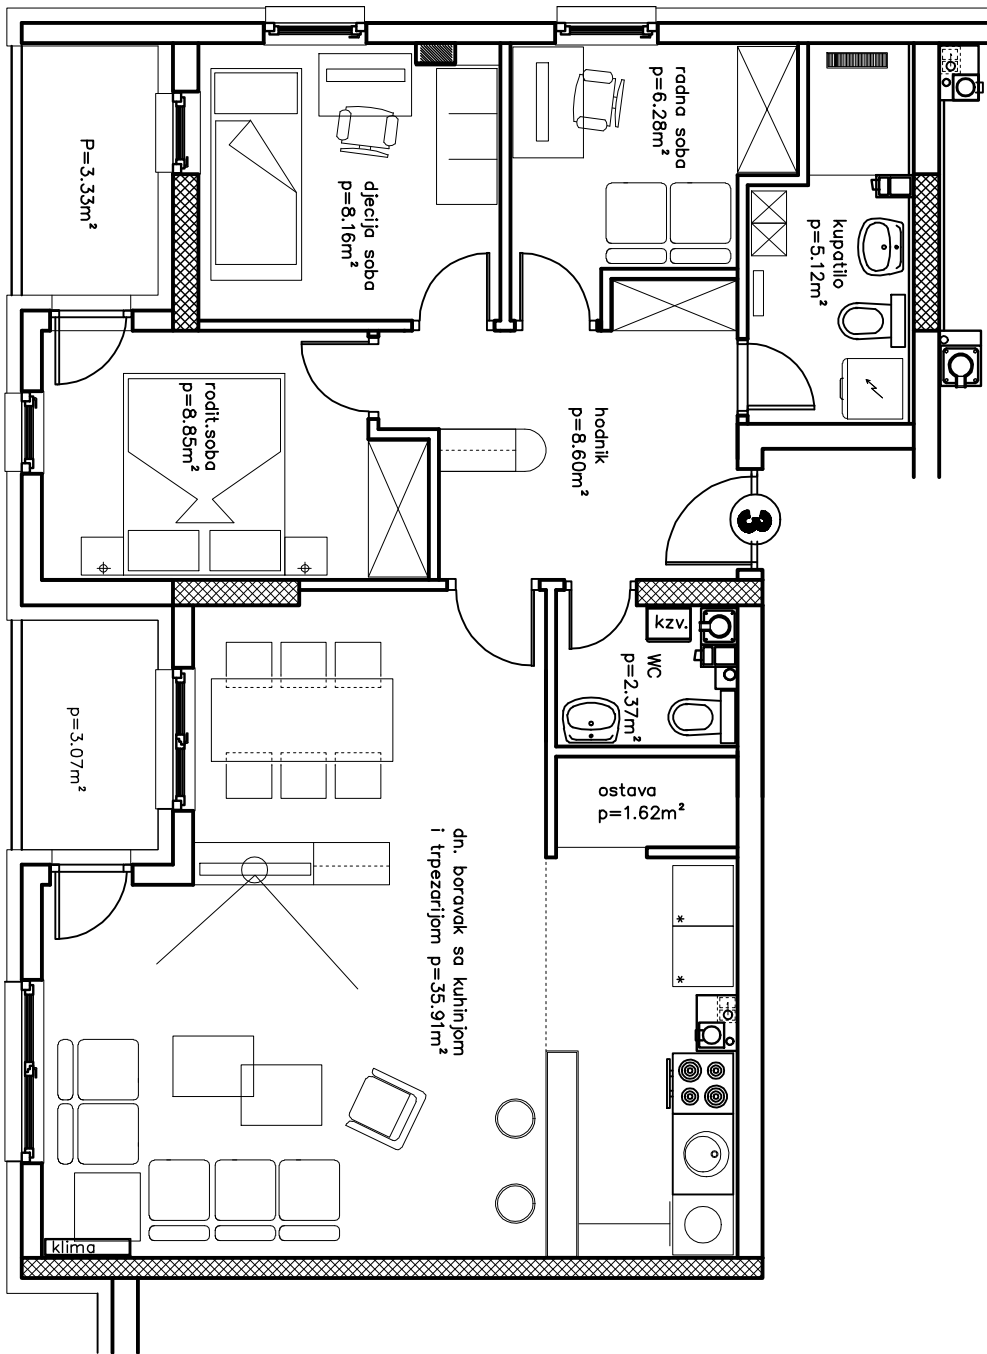 P=3.33m²
djecija soba
p=8.16m²
radna soba
p=6.28m²
kupatilo
p=5.12m²
rodit.soba
p=8.85m²
hodnik
p=8.60m²
3
kzv.
WC
p=2.37m²
p=3.07m²
ostava
p=1.62m²
dn. boravak sa kuhinjom
i trpezarijom p=35.91m²
*
*
klima